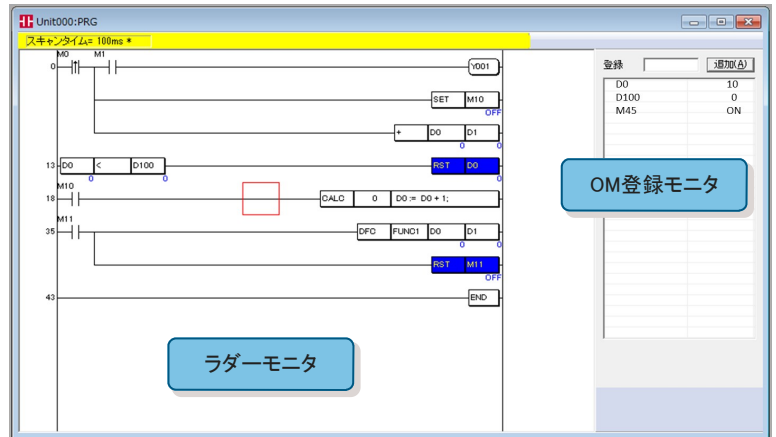 Unit000:PRG
スキャンタイム= 100ms *
登録 追加(A)
D0 10
D100 0
M45 ON
OM登録モニタ
M0 M1
0 Y001
SET M10
OFF
+ D0 D1
0 0
13 D0 < D100 RST D0
0 0 0
M10
18 CALC 0 D0 := D0 + 1;
M11
35 DFC FUNC1 D0 D1
0 0
RST M11
OFF
43 END
ラダーモニタ